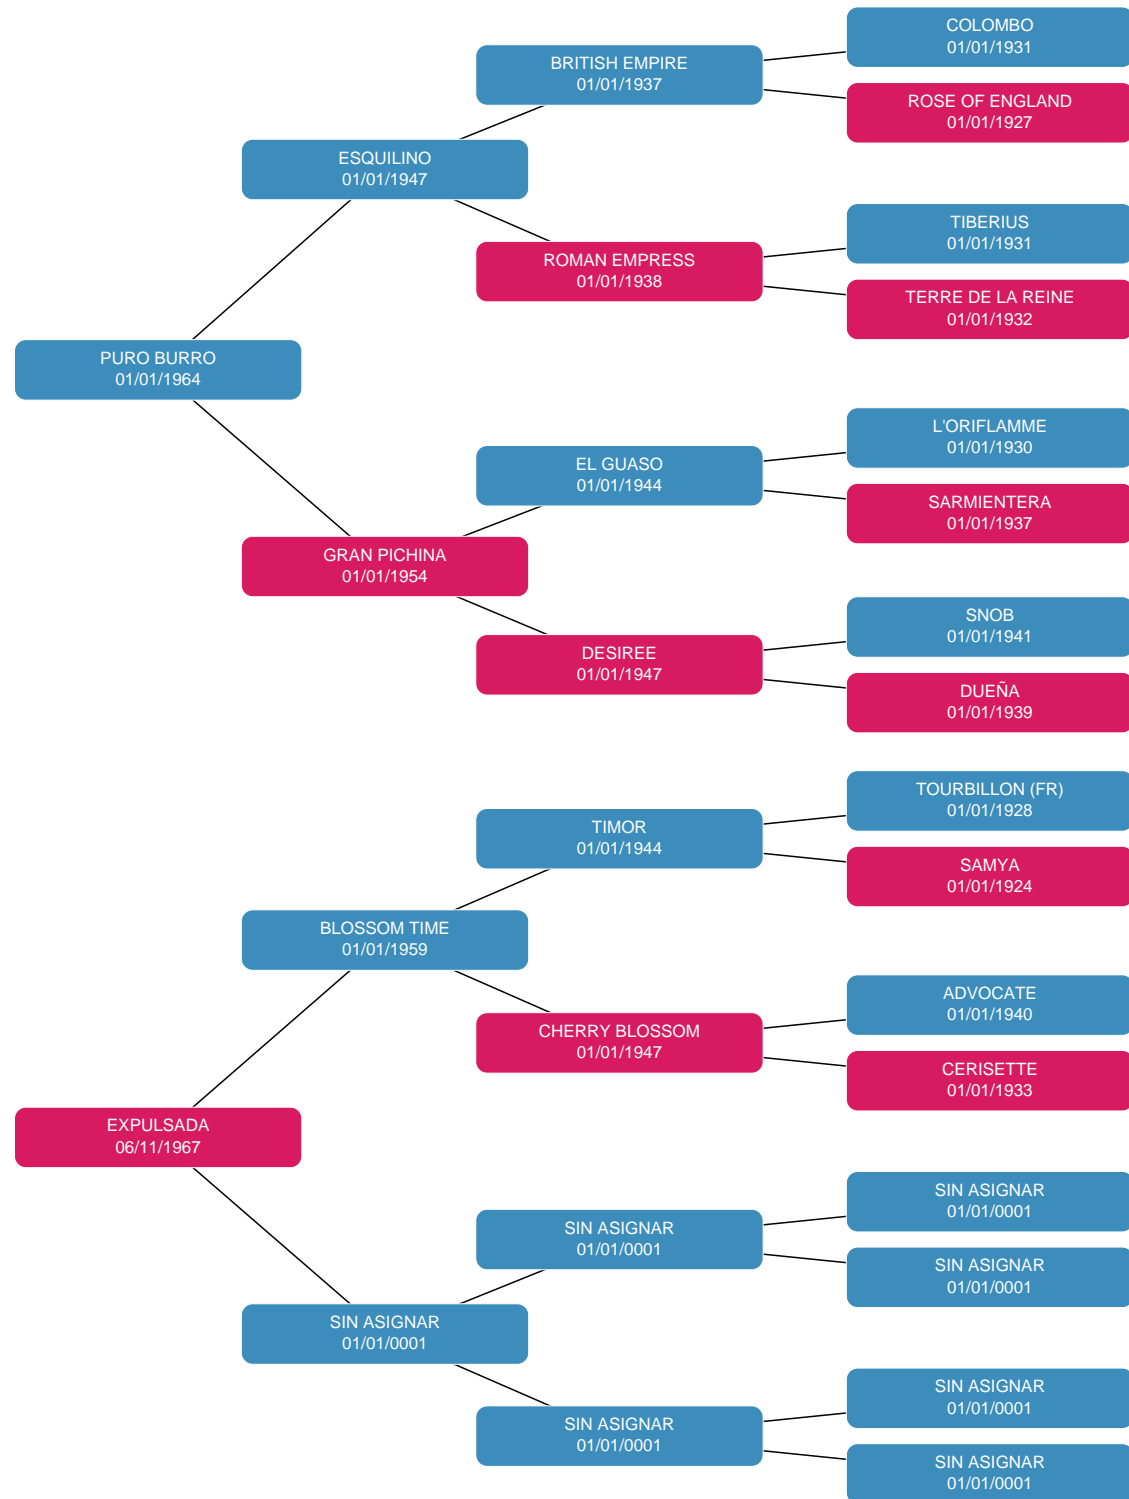 COLOMBO
01/01/1931
BRITISH EMPIRE
01/01/1937
ROSE OF ENGLAND
01/01/1927
ESQUILINO
01/01/1947
TIBERIUS
01/01/1931
ROMAN EMPRESS
01/01/1938
TERRE DE LA REINE
01/01/1932
PURO BURRO
01/01/1964
L'ORIFLAMME
01/01/1930
EL GUASO
01/01/1944
SARMIENTERA
01/01/1937
GRAN PICHINA
01/01/1954
SNOB
01/01/1941
DESIREE
01/01/1947
DUEÑA
01/01/1939
TOURBILLON (FR)
01/01/1928
TIMOR
01/01/1944
SAMYA
01/01/1924
BLOSSOM TIME
01/01/1959
ADVOCATE
01/01/1940
CHERRY BLOSSOM
01/01/1947
CERISETTE
01/01/1933
EXPULSADA
06/11/1967
SIN ASIGNAR
01/01/0001
SIN ASIGNAR
01/01/0001
SIN ASIGNAR
01/01/0001
SIN ASIGNAR
01/01/0001
SIN ASIGNAR
01/01/0001
SIN ASIGNAR
01/01/0001
SIN ASIGNAR
01/01/0001